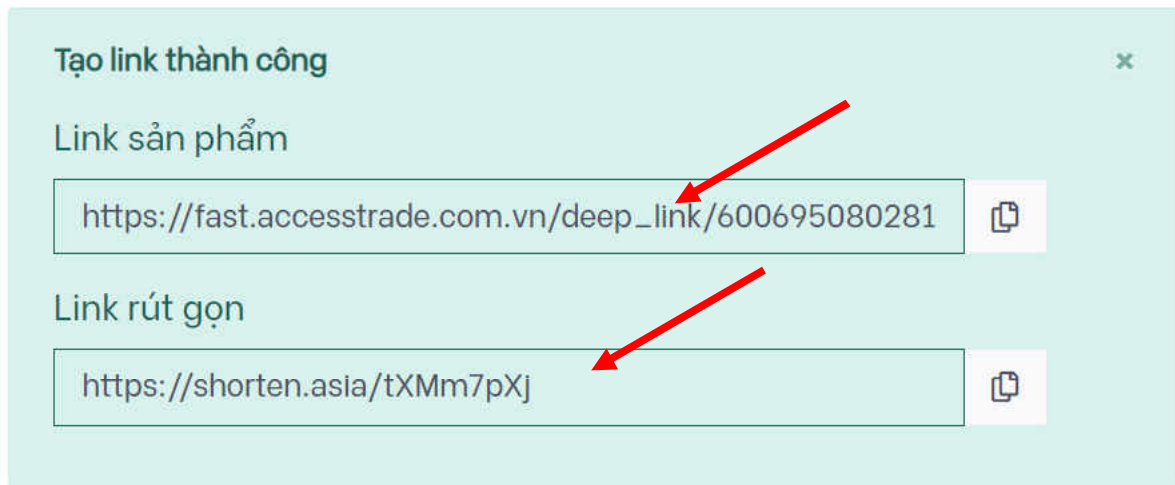 Tạo link thành công
Link sản phẩm
https://fast.accesstrade.com.vn/deep_link/600695080281
Link rút gọn
https://shorten.asia/tXMm7pXj